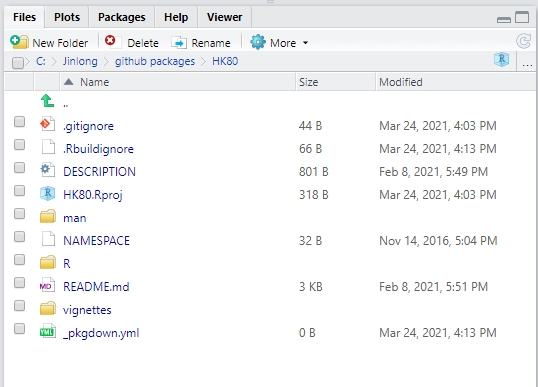 Files Plots Packages Help Viewer
New Folder Delete Rename More
C: Jinlong github packages HK80 R ...
Name Size Modified
..
.gitignore 44 B Mar 24, 2021, 4:03 PM
.Rbuildignore 66 B Mar 24, 2021, 4:13 PM
DESCRIPTION 801 B Feb 8, 2021, 5:49 PM
R HK80.Rproj 318 B Mar 24, 2021, 4:03 PM
man
NAMESPACE 32 B Nov 14, 2016, 5:04 PM
R
MD README.md 3 KB Feb 8, 2021, 5:51 PM
vignettes
YML _pkgdown.yml 0 B Mar 24, 2021, 4:13 PM